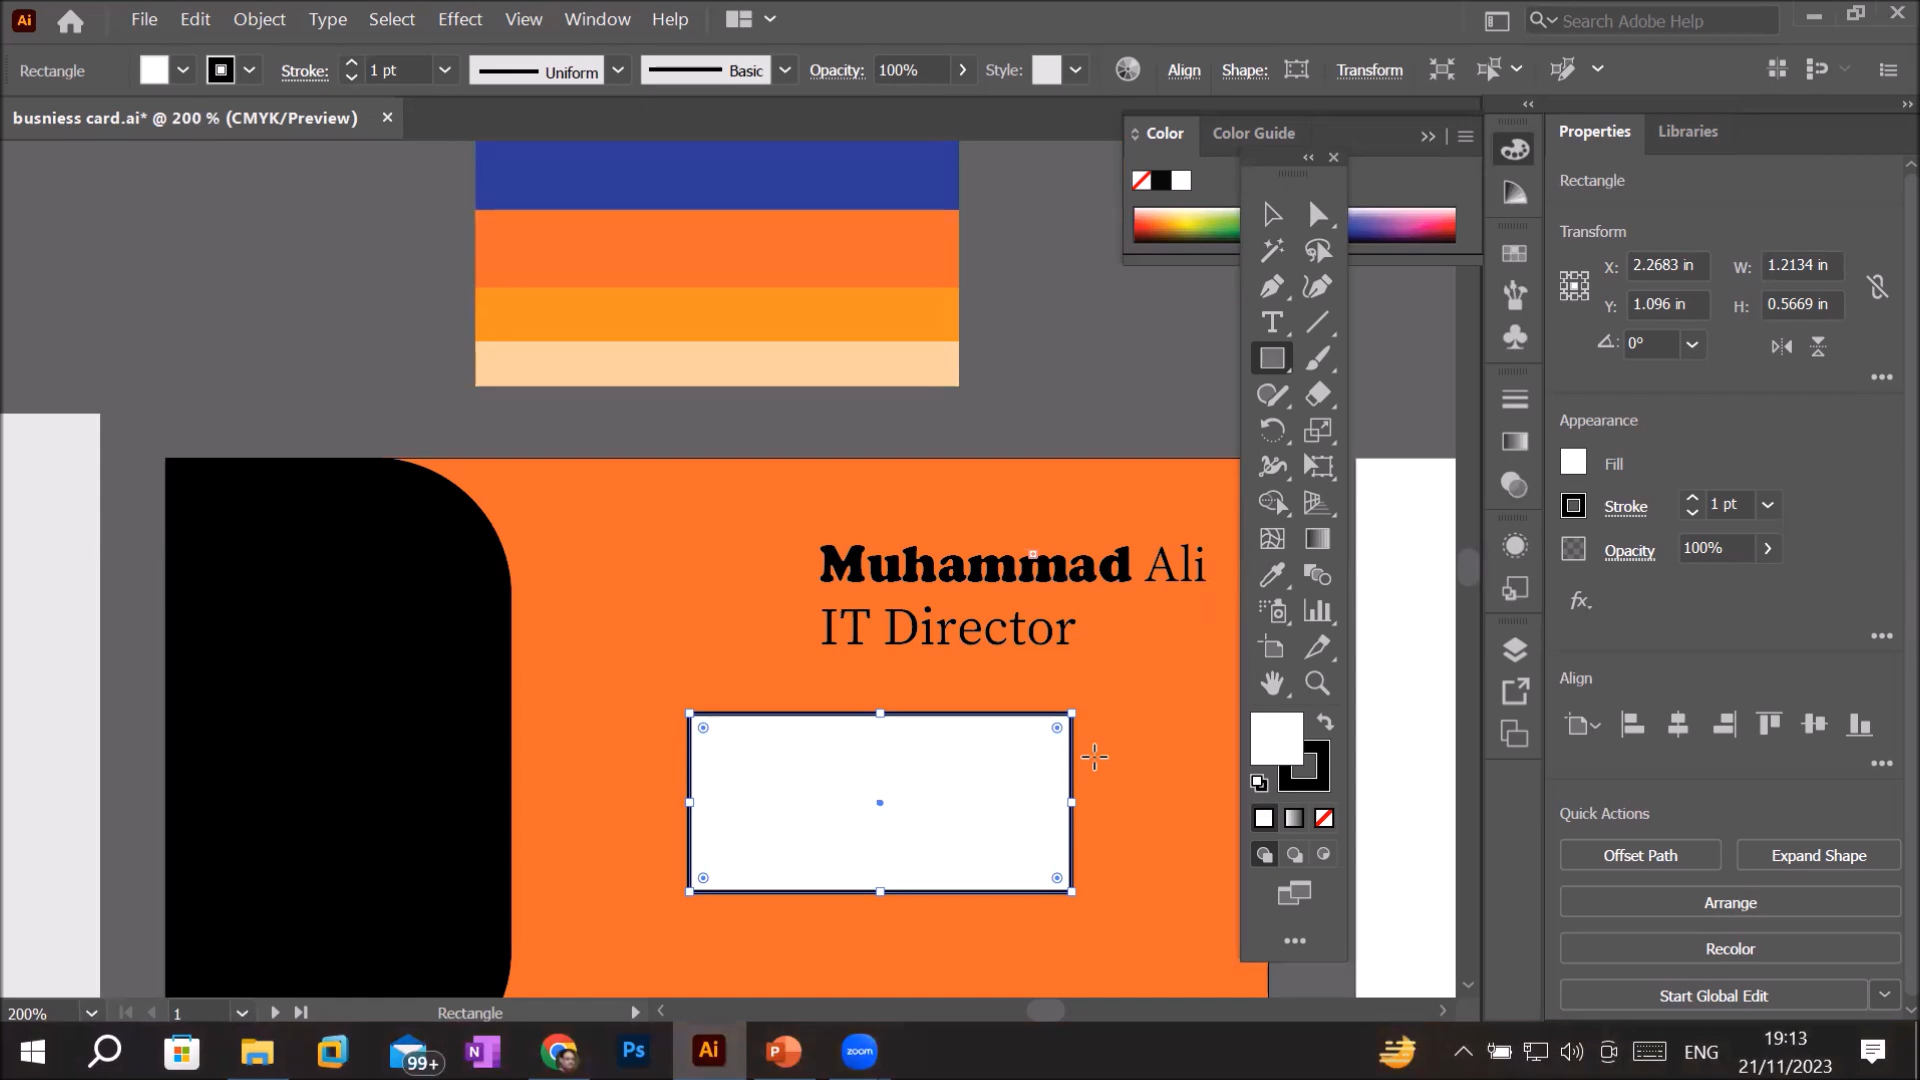 File Edit Object Type Select Effect View Window Help
Search Adobe Help
Rectangle Stroke: 1 pt Uniform Basic Opacity: 100% Style: Align Shape: Transform
busniess card.ai* @ 200 % (CMYK/Preview)
Color Color Guide
Properties Libraries
Rectangle
Transform
X: 2.2683 in W: 1.2134 in
Y: 1.096 in H: 0.5669 in
0°
Appearance
Fill
Stroke 1 pt
Opacity 100%
fx.
Align
Quick Actions
Offset Path Expand Shape
Arrange
Recolor
Start Global Edit
Muhammad Ali
IT Director
200% 1 Rectangle
99+ N Ps Ai P zoom ENG
19:13
21/11/2023